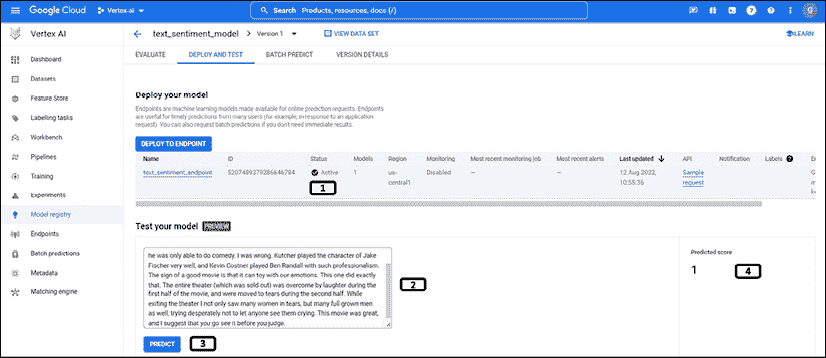 Google Cloud
Vertex-ai
Search Products, resources, docs (/)
Vertex AI
text_sentiment_model
Version 1
VIEW DATA SET
LEARN
EVALUATE
DEPLOY AND TEST
BATCH PREDICT
VERSION DETAILS
Dashboard
Datasets
Feature Store
Labelling tasks
Workbench
Pipelines
Training
Experiments
Model registry
Endpoints
Batch predictions
Metadata
Matching engine
Deploy your model
Endpoints are machine learning models made available for online prediction requests. Endpoints
are useful for timely predictions from many users (for example, in response to an application
request). You can also request batch predictions if you don't need immediate results.
DEPLOY TO ENDPOINT
Name ID Status Models Region Monitoring Most recent monitoring job Most recent alerts Last updated API Notification Labels
text_sentiment_endpoint 5207489379286646784 Active 1 us-
central1 Disabled – – 12 Aug 2022,
10:55:36 Sample
request
1
Test your model PREVIEW
he was only able to do comedy. I was wrong. Kutcher played the character of Jake
Fischer very well, and Kevin Costner played Ben Randall with such professionalism.
The sign of a good movie is that it can toy with our emotions. This one did exactly
that. The entire theater (which was sold out) was overcome by laughter during the
first half of the movie, and were moved to tears during the second half. While
exiting the theater I not only saw many women in tears, but many full grown men
as well, trying desperately not to let anyone see them crying. This movie was great,
and I suggest that you go see it before you judge.
2
PREDICT
3
Predicted score
1
4